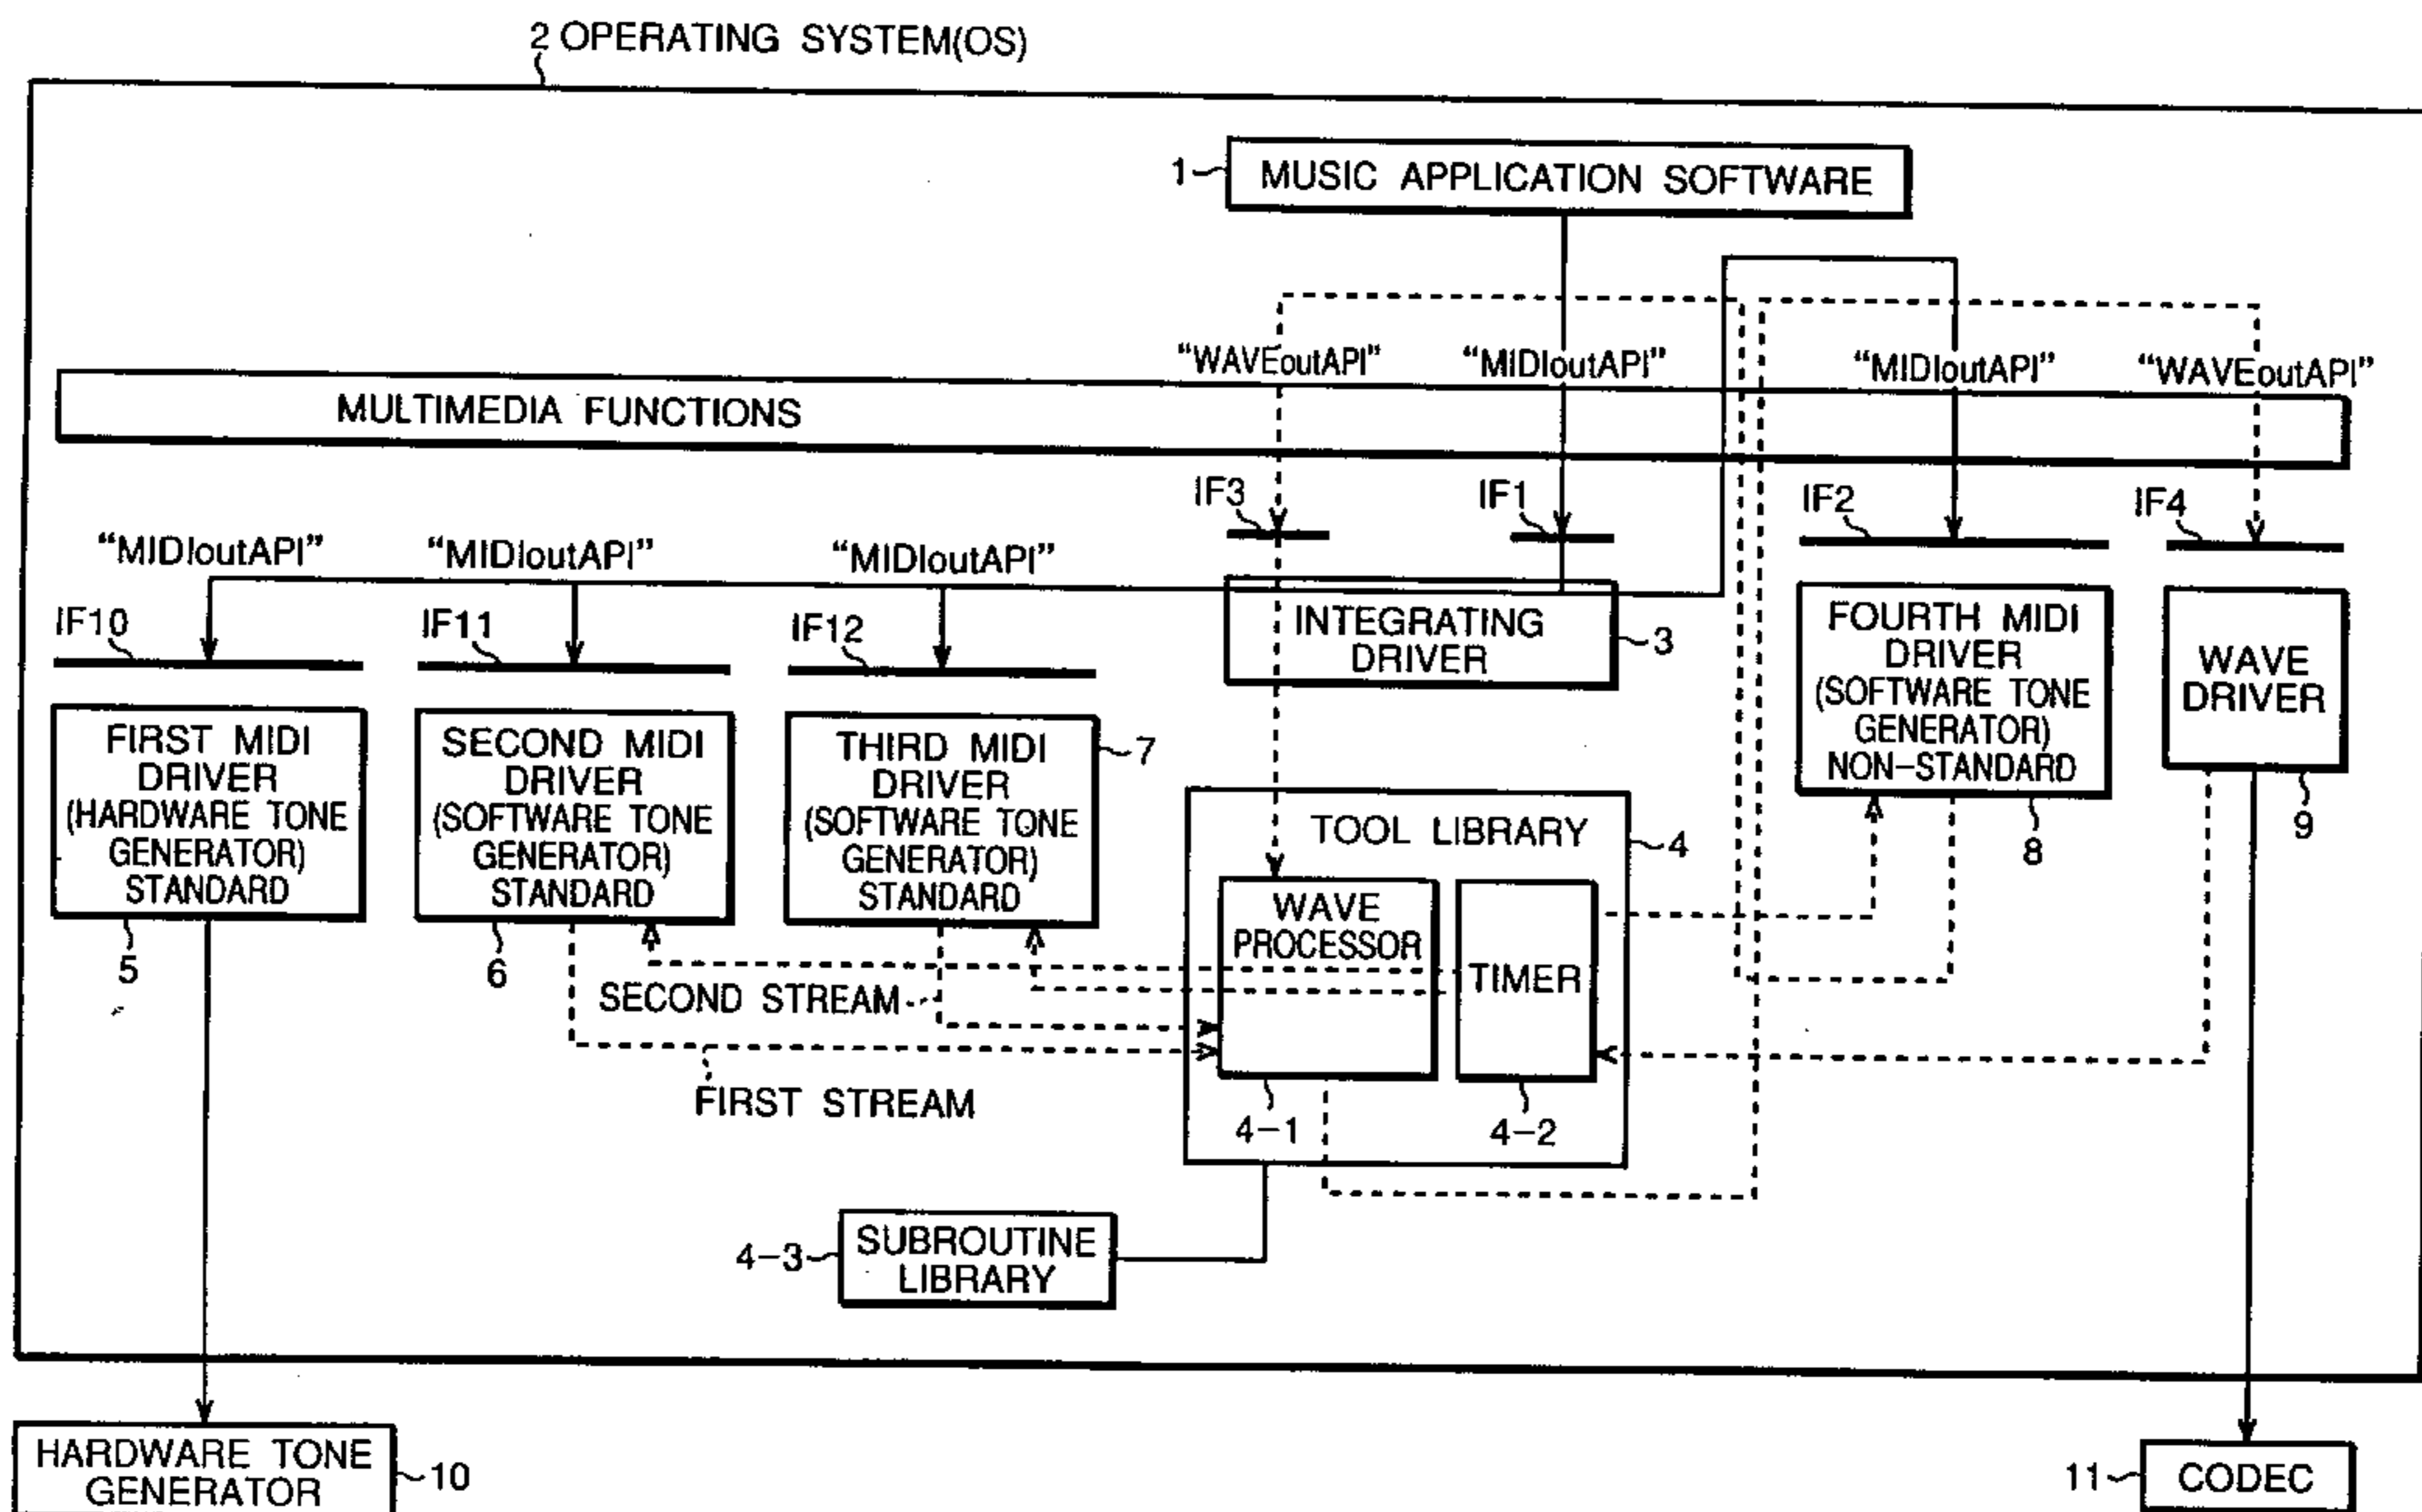 2 OPERATING SYSTEM(OS)
1
MUSIC APPLICATION SOFTWARE
“WAVEoutAPI”
“MIDIoutAPI”
“MIDIoutAPI”
“WAVEoutAPI”
MULTIMEDIA FUNCTIONS
IF3
IF1
IF2
IF4
“MIDIoutAPI”
“MIDIoutAPI”
“MIDIoutAPI”
IF10
IF11
IF12
INTEGRATING
DRIVER
3
FOURTH MIDI
DRIVER
(SOFTWARE TONE
GENERATOR)
NON-STANDARD
8
WAVE
DRIVER
9
FIRST MIDI
DRIVER
(HARDWARE TONE
GENERATOR)
STANDARD
5
SECOND MIDI
DRIVER
(SOFTWARE TONE
GENERATOR)
STANDARD
6
THIRD MIDI
DRIVER
(SOFTWARE TONE
GENERATOR)
STANDARD
7
TOOL LIBRARY
4
WAVE
PROCESSOR
TIMER
SECOND STREAM
FIRST STREAM
4-1
4-2
4-3
SUBROUTINE
LIBRARY
HARDWARE TONE
GENERATOR
10
11
CODEC